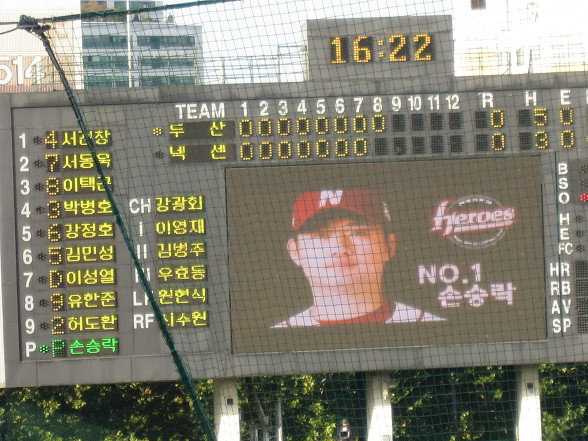 514
16:22
TEAM 1 2 3 4 5 6 7 8 9 10 11 12 R H E
두 산 0 0 0 0 0 0 0 0 0 5 0
넥 센 0 0 0 0 0 0 0 0 3 0
1 4 서건창
2 7 서동욱
3 8 이택근
4 3 박병호
5 6 강정호
6 5 김민성
7 D 이성열
8 9 유한준
9 2 허도환
P P 손승락
CH 강광회
I 이영재
II 김병주
우효동
원현식
RF
heroes
N
NO.1
손승락
B
S
O
H
E
FC
HR
RB
AV
SP